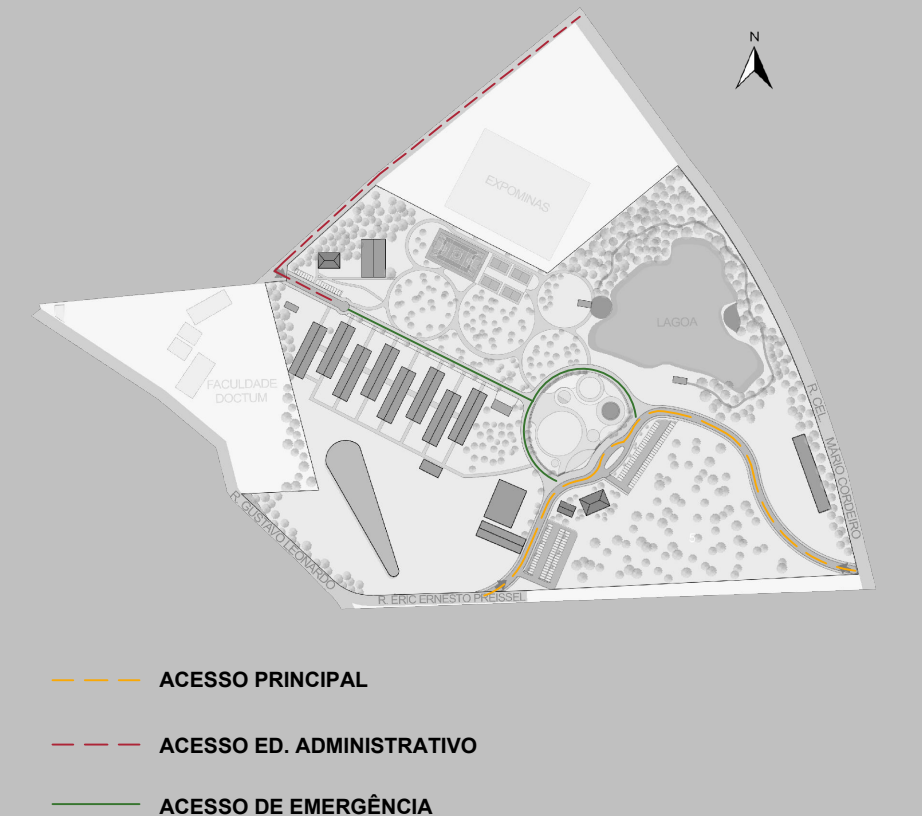 N
EXPOMINAS
LAGOA
FACULDADE
DOCTUM
R. CEL. MÁRIO CORDEIRO
R. GUSTAVO LEONARDO
R. ERIC ERNESTO PREISSEL
ACESSO PRINCIPAL
ACESSO ED. ADMINISTRATIVO
ACESSO DE EMERGÊNCIA